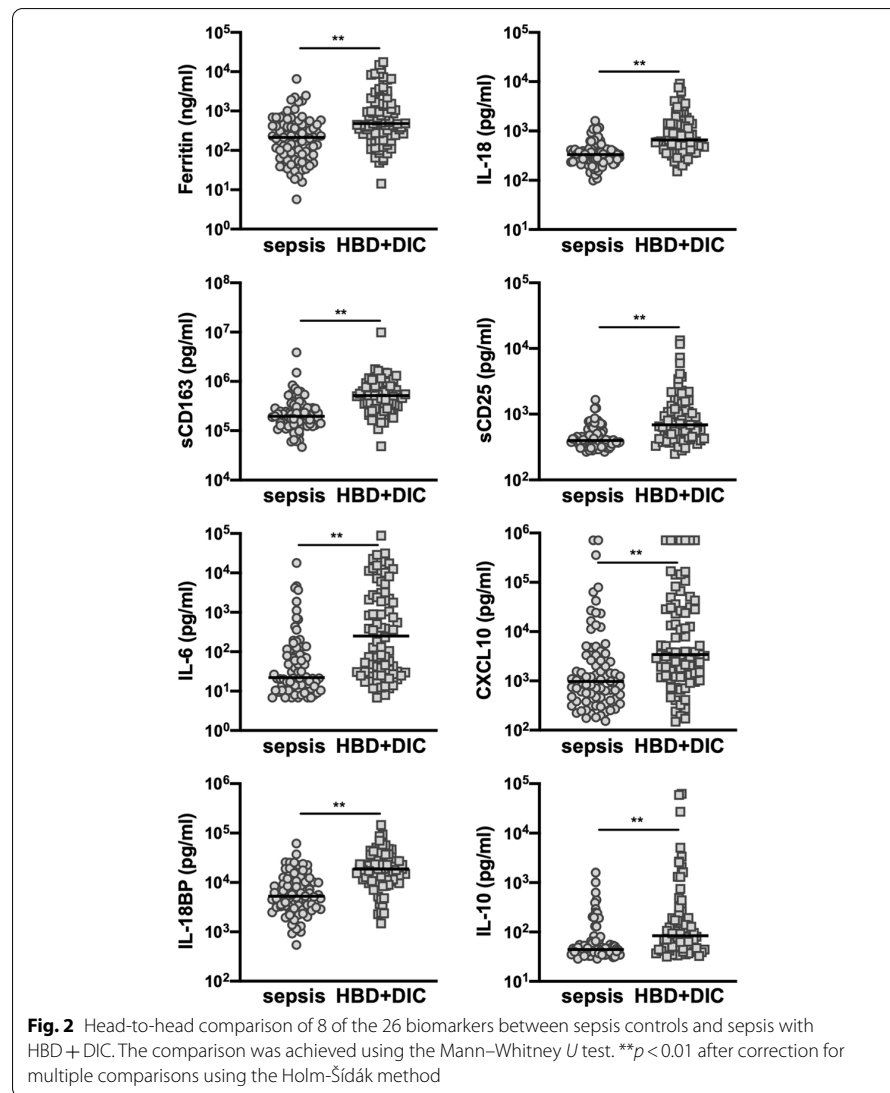 Ferritin (ng/ml)
10⁵
10⁴
10³
10²
10¹
10⁰
**
sepsis HBD+DIC
IL-18 (pg/ml)
10⁵
10⁴
10³
10²
10¹
**
sepsis HBD+DIC
sCD163 (pg/ml)
10⁸
10⁷
10⁶
10⁵
10⁴
**
sepsis HBD+DIC
sCD25 (pg/ml)
10⁵
10⁴
10³
10²
**
sepsis HBD+DIC
IL-6 (pg/ml)
10⁵
10⁴
10³
10²
10¹
10⁰
**
sepsis HBD+DIC
CXCL10 (pg/ml)
10⁶
10⁵
10⁴
10³
10²
**
sepsis HBD+DIC
IL-18BP (pg/ml)
10⁶
10⁵
10⁴
10³
10²
**
sepsis HBD+DIC
IL-10 (pg/ml)
10⁵
10⁴
10³
10²
10¹
**
sepsis HBD+DIC
Fig. 2 Head-to-head comparison of 8 of the 26 biomarkers between sepsis controls and sepsis with
HBD + DIC. The comparison was achieved using the Mann–Whitney U test. **p < 0.01 after correction for
multiple comparisons using the Holm-Šídák method